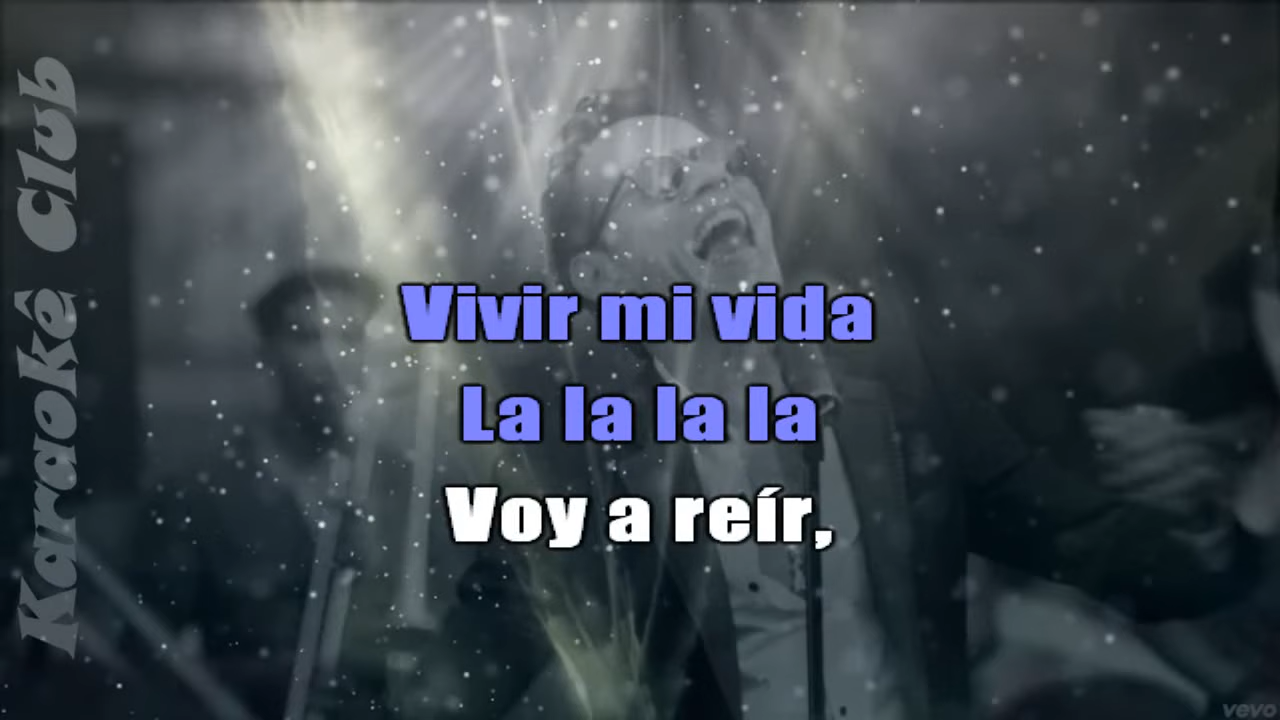 Karaoké Club
Vivir mi vida
La la la la
Voy a reír,
vevo